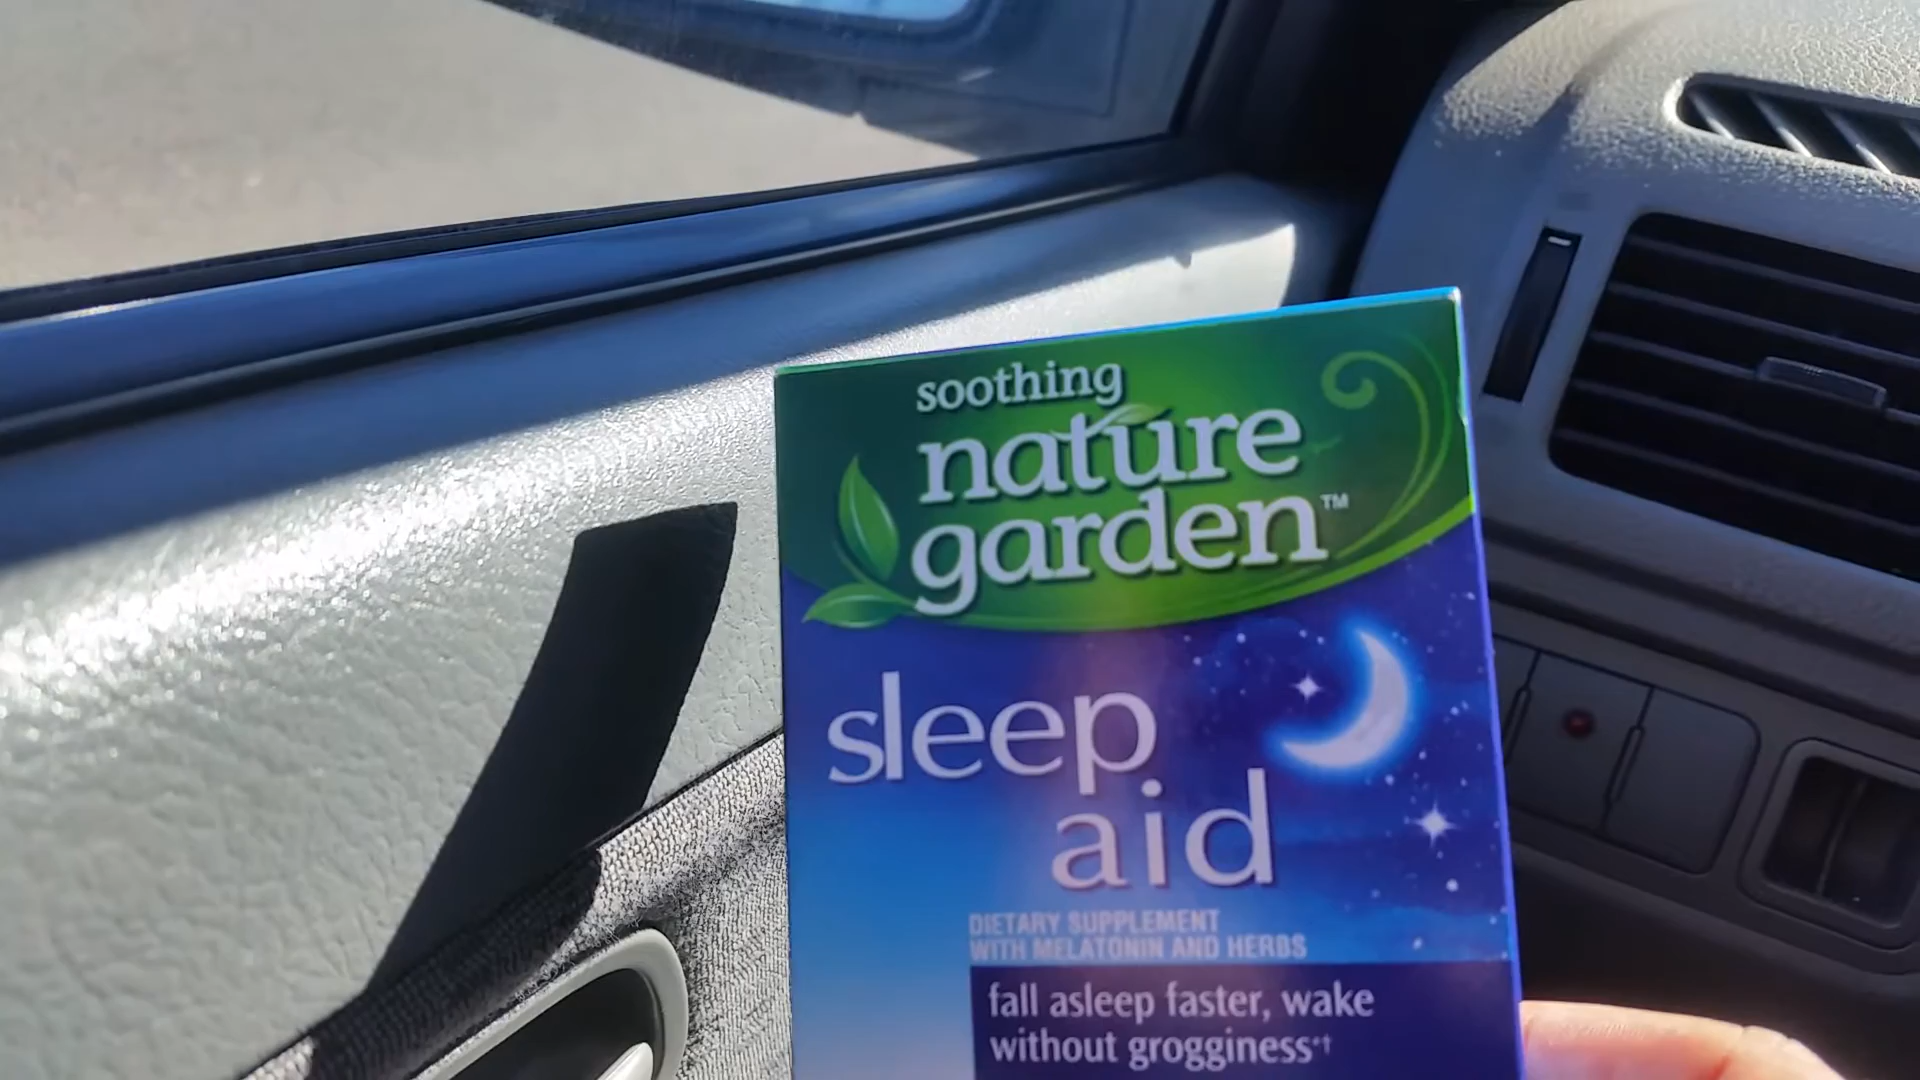 soothing
nature
garden™
sleep
aid
DIETARY SUPPLEMENT
WITH MELATONIN AND HERBS
fall asleep faster, wake
without grogginess*†